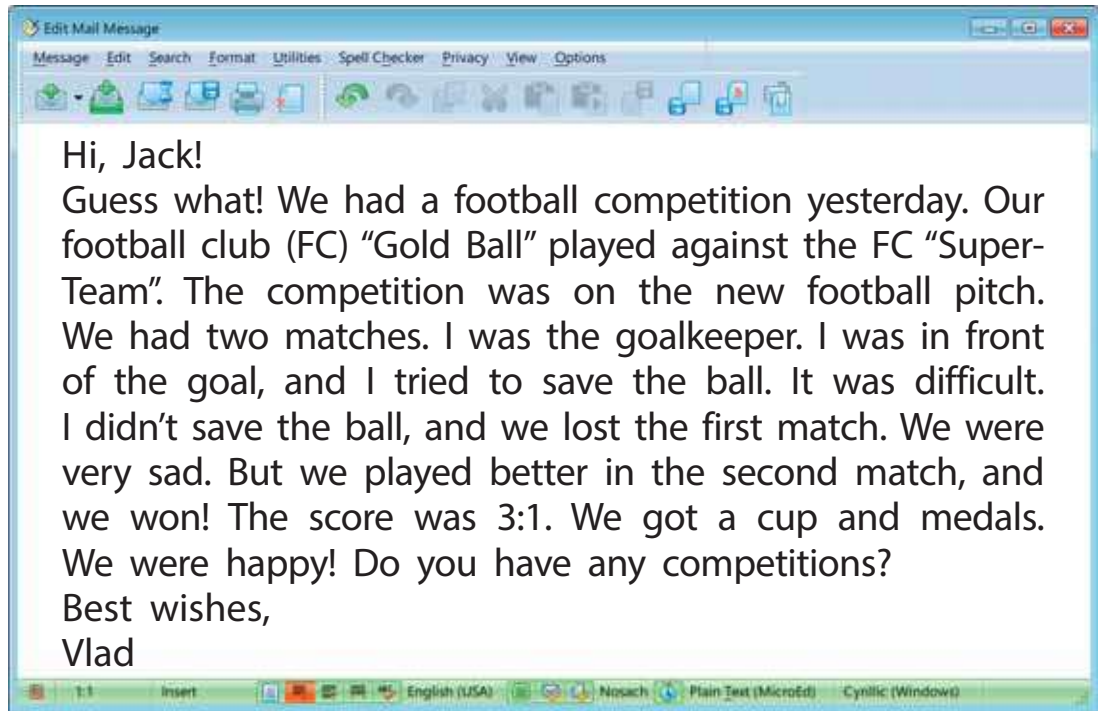 Edit Mail Message
Message Edit Search Format Utilities Spell Checker Privacy View Options
Hi, Jack!
Guess what! We had a football competition yesterday. Our
football club (FC) “Gold Ball” played against the FC “Super-
Team”. The competition was on the new football pitch.
We had two matches. I was the goalkeeper. I was in front
of the goal, and I tried to save the ball. It was difficult.
I didn’t save the ball, and we lost the first match. We were
very sad. But we played better in the second match, and
we won! The score was 3:1. We got a cup and medals.
We were happy! Do you have any competitions?
Best wishes,
Vlad
1:1 Insert English (USA) Nosach Plain Text (MicroEd) Cyrillic (Windows)